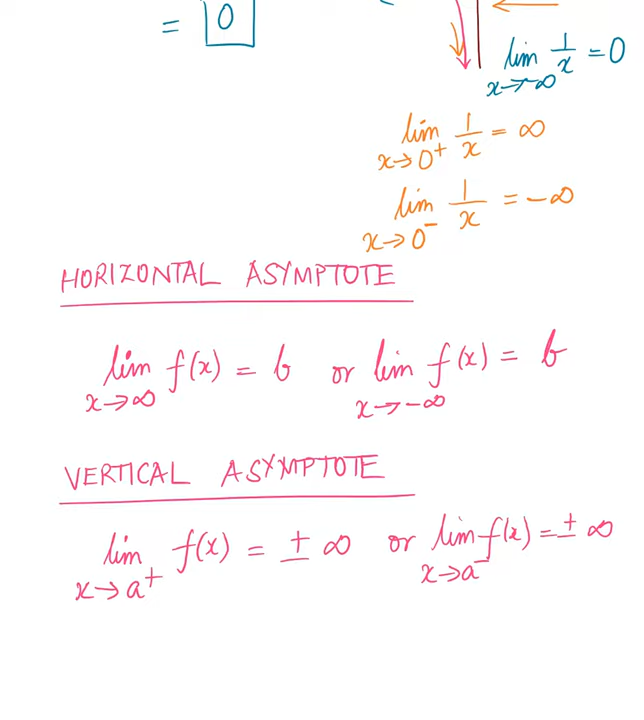 = 0
lim x→-∞ 1/x = 0
lim x→0⁺ 1/x = ∞
lim x→0⁻ 1/x = -∞
HORIZONTAL ASYMPTOTE
lim x→∞ f(x) = b or lim x→-∞ f(x) = b
VERTICAL ASYMPTOTE
lim x→a⁺ f(x) = ± ∞ or lim x→a⁻ f(x) = ± ∞